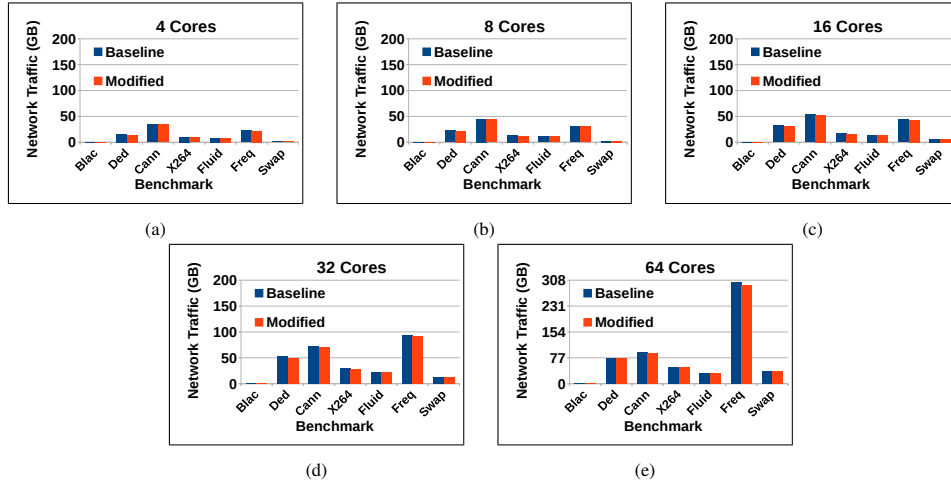 4 Cores
Network Traffic (GB)
200
150
100
50
0
Baseline
Modified
Blac
Ded
Cann
X264
Fluid
Freq
Swap
Benchmark
(a)
8 Cores
Network Traffic (GB)
200
150
100
50
0
Baseline
Modified
Blac
Ded
Cann
X264
Fluid
Freq
Swap
Benchmark
(b)
16 Cores
Network Traffic (GB)
200
150
100
50
0
Baseline
Modified
Blac
Ded
Cann
X264
Fluid
Freq
Swap
Benchmark
(c)
32 Cores
Network Traffic (GB)
200
150
100
50
0
Baseline
Modified
Blac
Ded
Cann
X264
Fluid
Freq
Swap
Benchmark
(d)
64 Cores
Network Traffic (GB)
308
231
154
77
0
Baseline
Modified
Blac
Ded
Cann
X264
Fluid
Freq
Swap
Benchmark
(e)